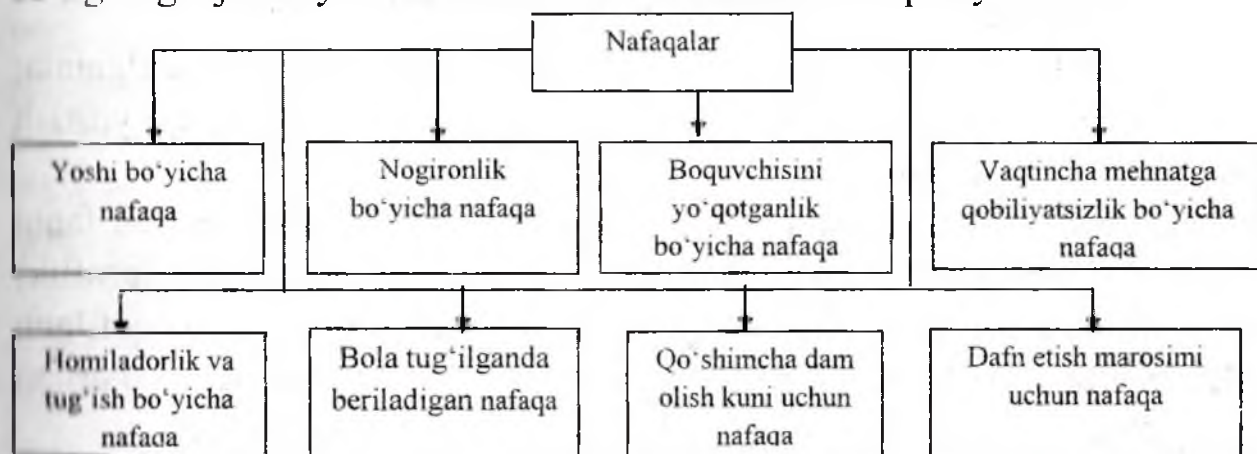 Nafaqalar
Yoshi bo‘yicha
nafaqa
Nogironlik
bo‘yicha nafaqa
Boquvchisini
yo‘qotganlik
bo‘yicha nafaqa
Vaqtincha mehnatga
qobiliyatsizlik bo‘yicha
nafaqa
Homiladorlik va
tug‘ish bo‘yicha
nafaqa
Bola tug‘ilganda
beriladigan nafaqa
Qo‘shimcha dam
olish kuni uchun
nafaqa
Dafn etish marosimi
uchun nafaqa